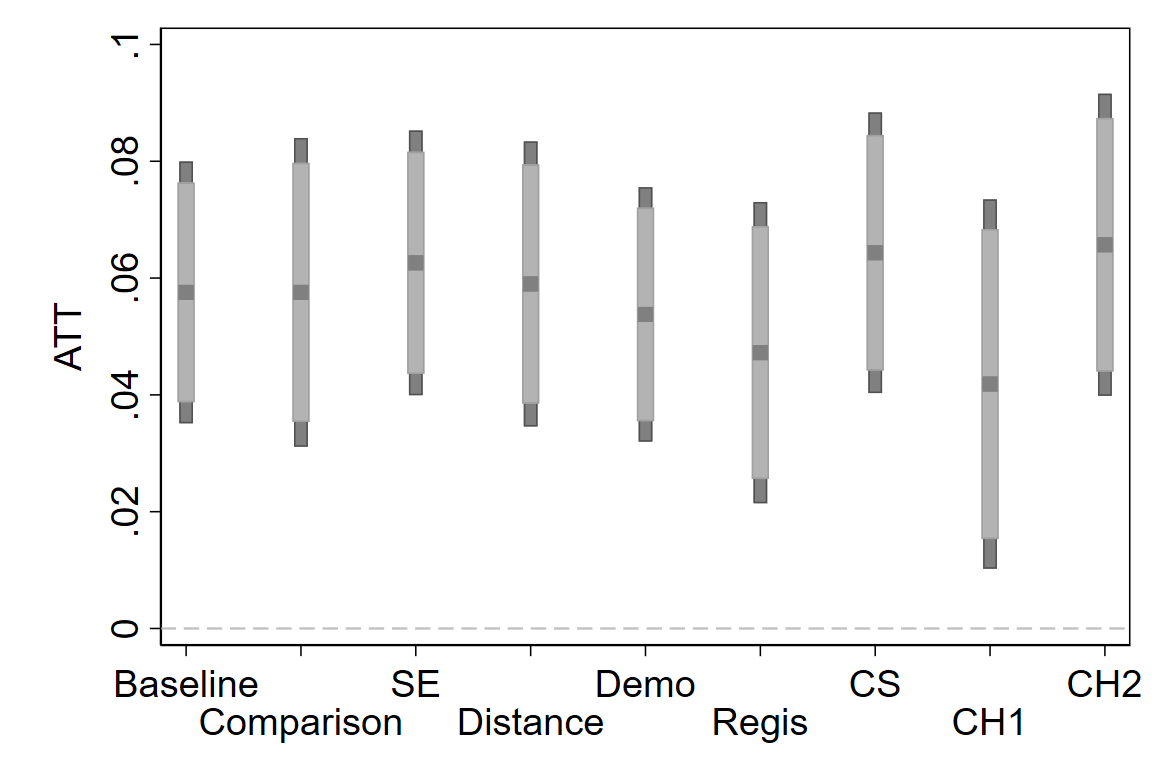 ATT
.1
.08
.06
.04
.02
0
Baseline
Comparison
SE
Distance
Demo
Regis
CS
CH1
CH2